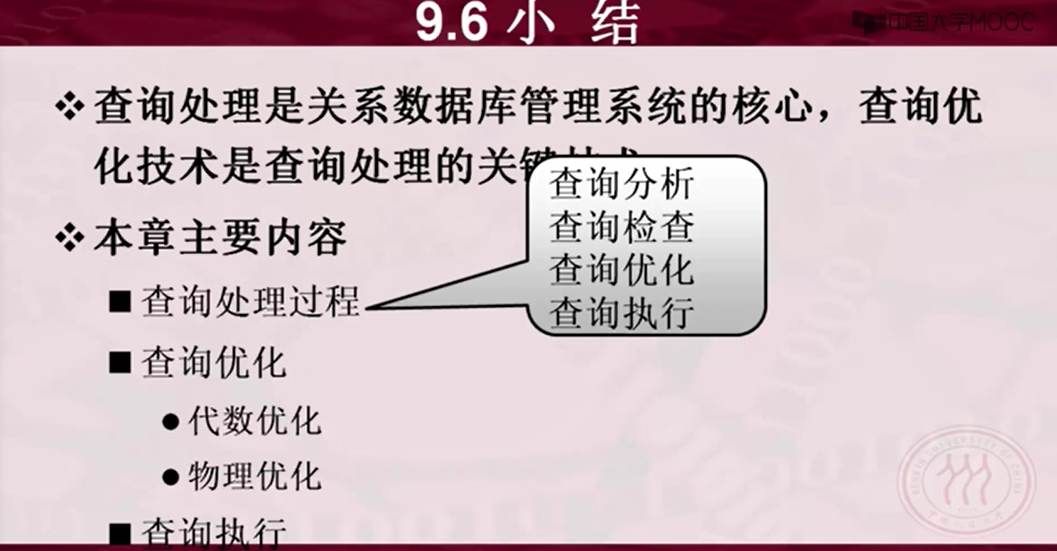 9.6 小 结
中国大学MOOC
查询处理是关系数据库管理系统的核心，查询优
化技术是查询处理的关键技术
查询分析
查询检查
查询优化
查询执行
本章主要内容
查询处理过程
查询优化
代数优化
物理优化
查询执行